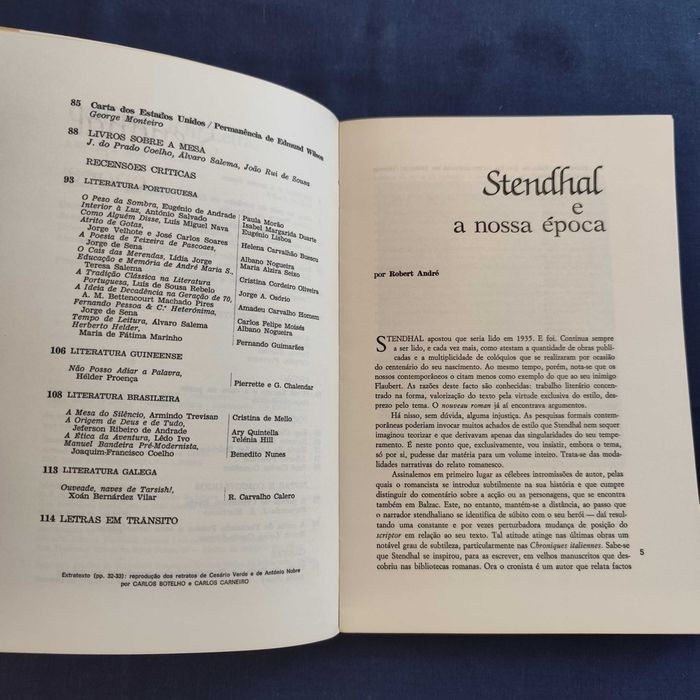 85 Carta dos Estados Unidos / Permanência de Edmund Wilson
George Monteiro
88 LIVROS SOBRE A MESA
J. do Prado Coelho, Álvaro Salema, João Rui de Sousa
RECENSÕES CRÍTICAS
93 LITERATURA PORTUGUESA
O Peso da Sombra, Eugénio de Andrade Paula Morão
Interior à Luz, António Salvado Isabel Margarida Duarte
Como Alguém Disse, Luís Miguel Nava Eugénio Lisboa
Atrito de Gotas,
Jorge Velhote e José Carlos Soares Helena Carvalhão Buescu
A Poesia de Teixeira de Pascoaes,
Jorge de Sena Albano Nogueira
O Cais das Merendas, Lídia Jorge Maria Alzira Seixo
Educação e Memória de André Maria S.,
Teresa Salema Cristina Cordeiro Oliveira
A Tradição Clássica na Literatura
Portuguesa, Luís de Sousa Rebelo Jorge A. Osório
A Ideia de Decadência na Geração de 70,
A. M. Bettencourt Machado Pires Amadeu Carvalho Homem
Fernando Pessoa & C.ª Heterónima,
Jorge de Sena Carlos Felipe Moisés
Tempo de Leitura, Álvaro Salema Albano Nogueira
Herberto Helder,
Maria de Fátima Marinho Fernando Guimarães
106 LITERATURA GUINEENSE
Não Posso Adiar a Palavra,
Hélder Proença Pierrette e G. Chalendar
108 LITERATURA BRASILEIRA
A Mesa do Silêncio, Armindo Trevisan Cristina de Mello
A Origem de Deus e de Tudo,
Jeferson Ribeiro de Andrade Ary Quintella
A Ética da Aventura, Lêdo Ivo Telénia Hill
Manuel Bandeira Pré-Modernista,
Joaquim-Francisco Coelho Benedito Nunes
113 LITERATURA GALEGA
Ouveade, naves de Tarsish!,
Xoán Bernárdez Vilar R. Carvalho Calero
114 LETRAS EM TRÂNSITO
Extratexto (pp. 32-33): reprodução dos retratos de Cesário Verde e de António Nobre
por CARLOS BOTELHO e CARLOS CARNEIRO
Stendhal
e
a nossa época
por Robert André
STENDHAL apostou que seria lido em 1935. E foi. Continua sempre
a ser lido, e cada vez mais, como atestam a quantidade de obras publi-
cadas e a multiplicidade de colóquios que se realizaram por ocasião
do centenário do seu nascimento. Ao mesmo tempo, porém, nota-se que os
nossos contemporâneos o citam menos como exemplo do que ao seu inimigo
Flaubert. As razões deste facto são conhecidas: trabalho literário centrado
na forma, valorização do texto pela virtude exclusiva do estilo,
desprezo pelo tema. O nouveau roman já aí encontrava argumentos.
Há nisso, sem dúvida, alguma injustiça. As pesquisas formais contem-
porâneas poderiam invocar muitos achados de estilo que Stendhal nem sequer
imaginou teorizar e que derivavam apenas das singularidades do seu tempe-
ramento. É neste ponto que, exclusivamente, vou insistir, embora o tema,
só por si, pudesse dar matéria para um volume inteiro. Trata-se das moda-
lidades narrativas do relato romanesco.
Assinalemos em primeiro lugar as célebres intromissões de autor, pelas
quais o romancista se introduz subtilmente na sua história e que cumpre
distinguir do comentário sobre a acção ou as personagens, que se encontra
também em Balzac. Este, no entanto, mantém-se a distância, ao passo que
o narrador stendhaliano se identifica de súbito com o seu herói — daí resul-
tando uma constante e por vezes perturbadora mudança de posição do
scriptor em relação ao seu texto. Tal atitude atinge nas últimas obras um
notável grau de subtileza, particularmente nas Chroniques italiennes. Sabe-se
que Stendhal se inspirou, para as escrever, em velhos manuscritos que des-
cobriu nas bibliotecas romanas. Ora o cronista é um autor que relata factos
5